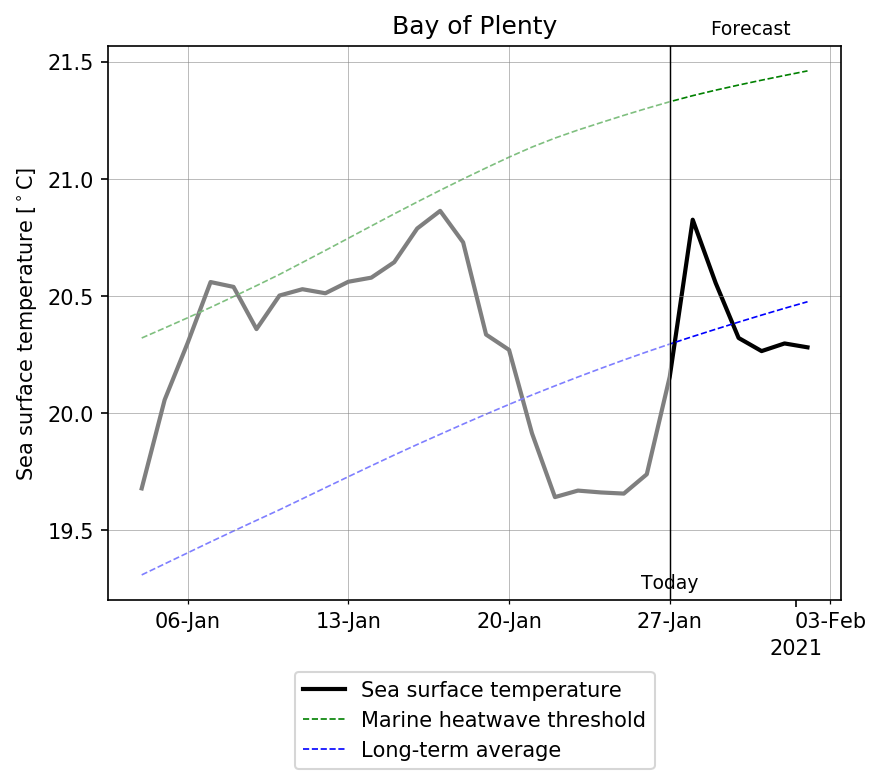 Bay of Plenty
Forecast
Sea surface temperature [°C]
21.5
21.0
20.5
20.0
19.5
Today
06-Jan
13-Jan
20-Jan
27-Jan
03-Feb
2021
Sea surface temperature
Marine heatwave threshold
Long-term average